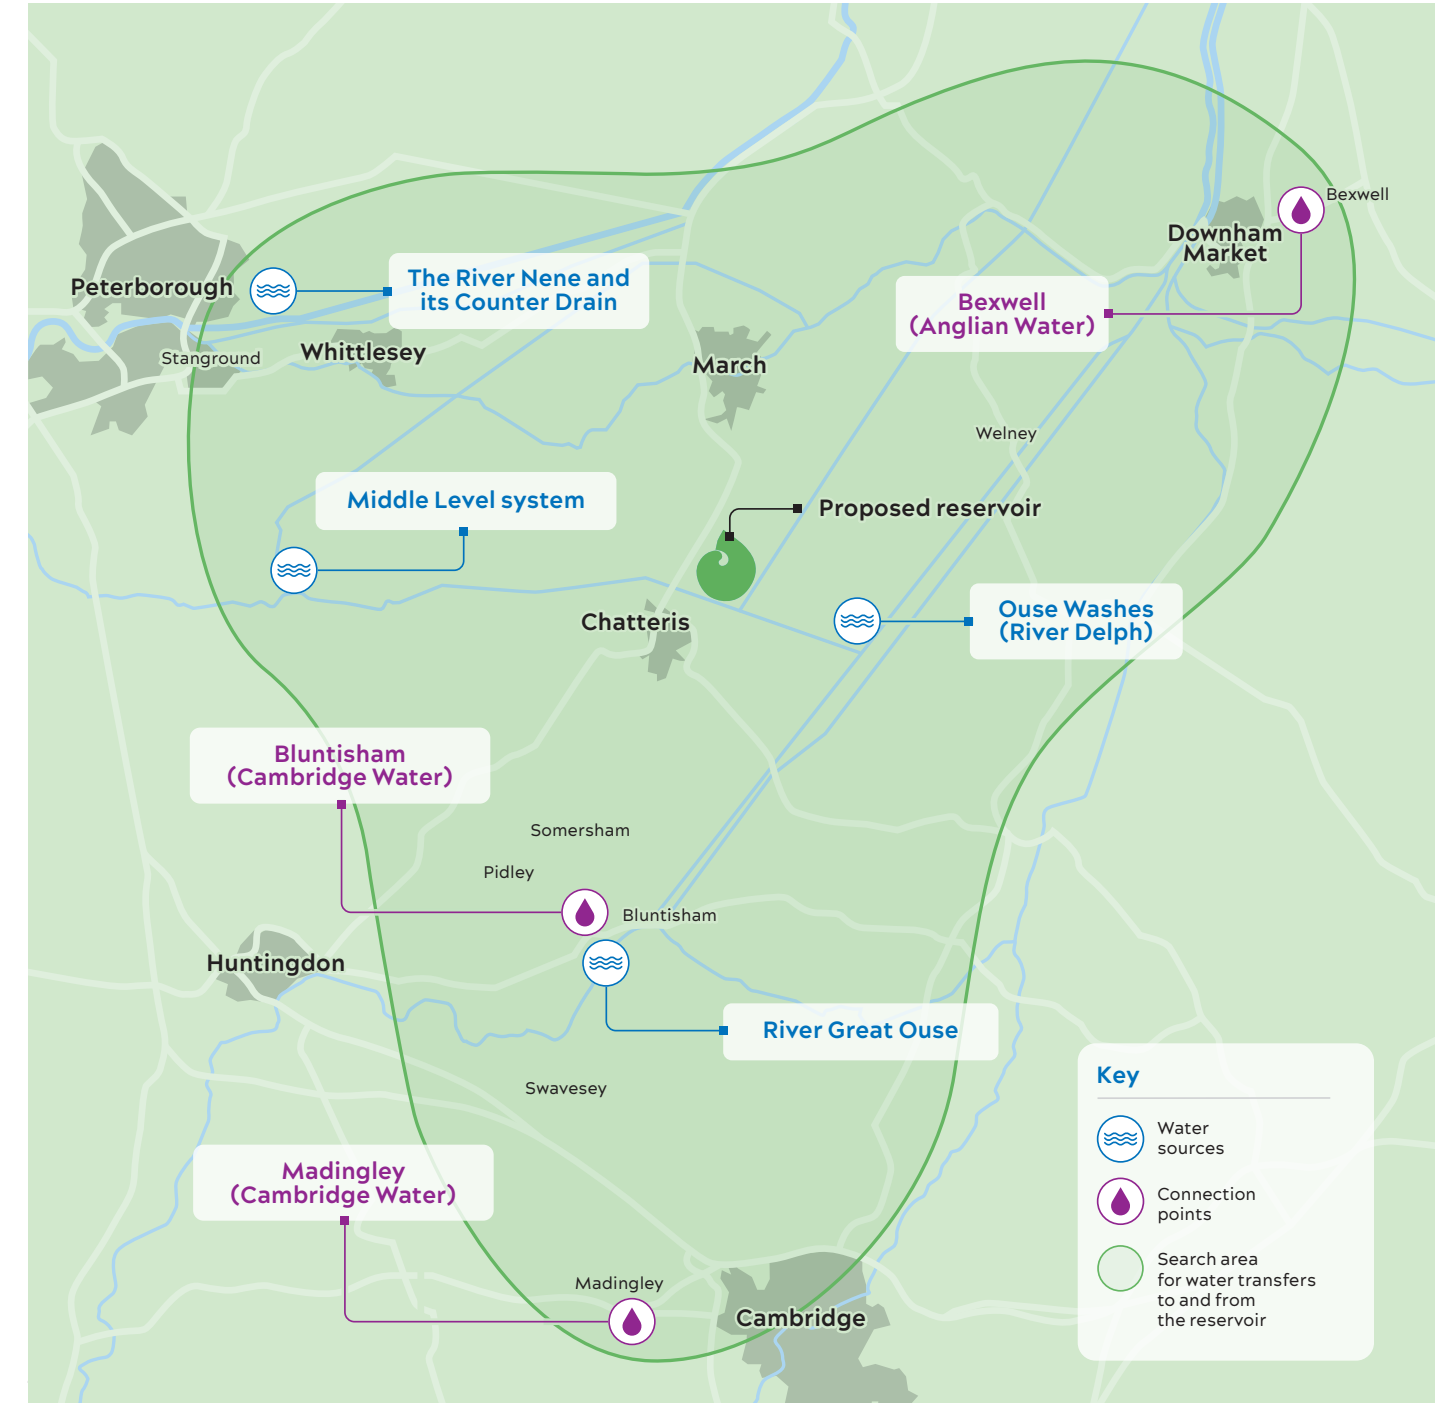 Bexwell
Downham
Market
The River Nene and
its Counter Drain
Peterborough
Bexwell
(Anglian Water)
Stanground
Whittlesey
March
Welney
Middle Level system
Proposed reservoir
Ouse Washes
(River Delph)
Chatteris
Bluntisham
(Cambridge Water)
Somersham
Pidley
Bluntisham
Huntingdon
River Great Ouse
Swavesey
Madingley
(Cambridge Water)
Madingley
Cambridge
Key
Water
sources
Connection
points
Search area
for water transfers
to and from
the reservoir